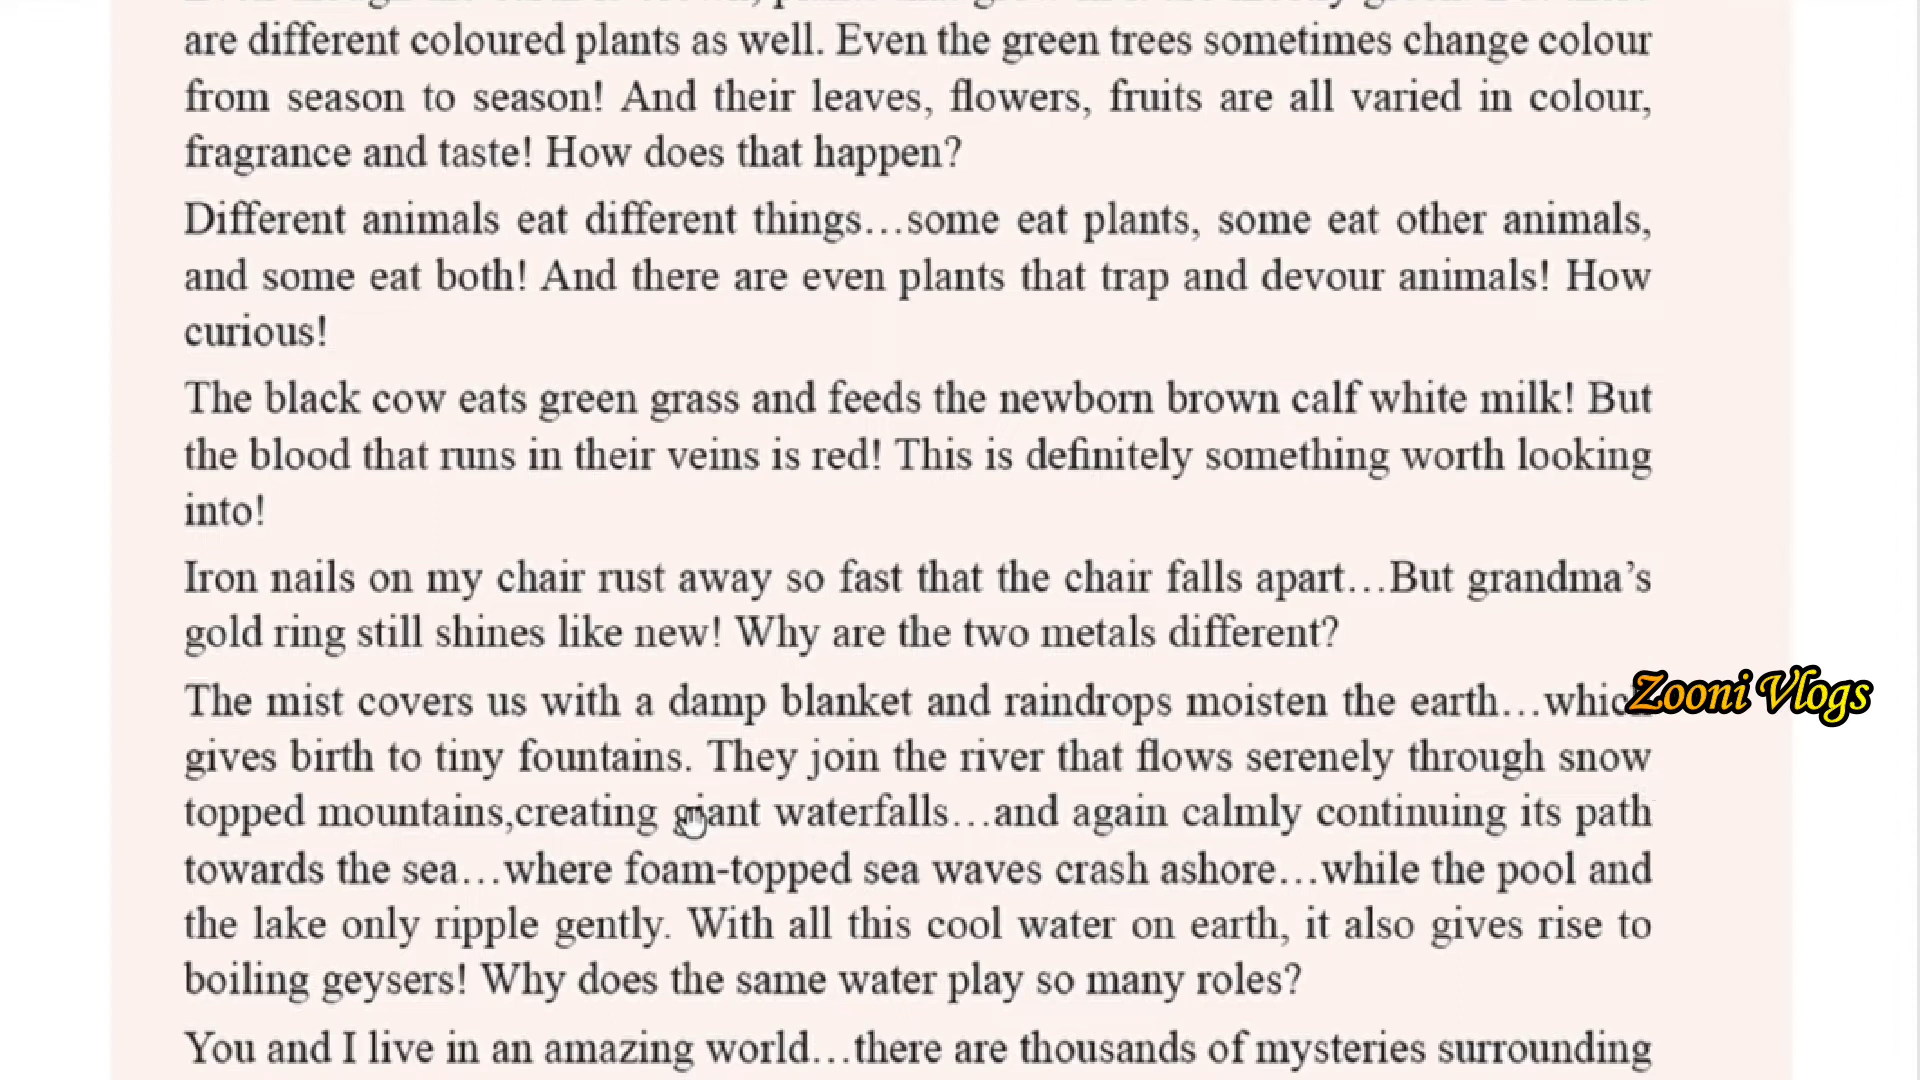 are different coloured plants as well. Even the green trees sometimes change colour
from season to season! And their leaves, flowers, fruits are all varied in colour,
fragrance and taste! How does that happen?
Different animals eat different things…some eat plants, some eat other animals,
and some eat both! And there are even plants that trap and devour animals! How
curious!
The black cow eats green grass and feeds the newborn brown calf white milk! But
the blood that runs in their veins is red! This is definitely something worth looking
into!
Iron nails on my chair rust away so fast that the chair falls apart…But grandma's
gold ring still shines like new! Why are the two metals different?
The mist covers us with a damp blanket and raindrops moisten the earth…which
Zooni Vlogs
gives birth to tiny fountains. They join the river that flows serenely through snow
topped mountains,creating giant waterfalls…and again calmly continuing its path
towards the sea…where foam-topped sea waves crash ashore…while the pool and
the lake only ripple gently. With all this cool water on earth, it also gives rise to
boiling geysers! Why does the same water play so many roles?
You and I live in an amazing world…there are thousands of mysteries surrounding